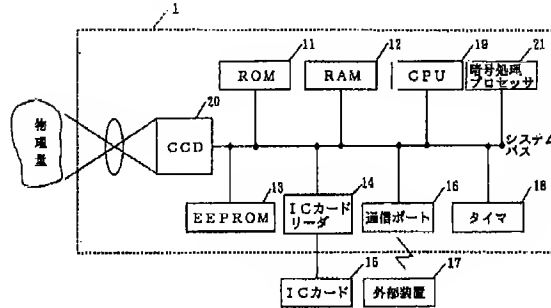 1
11
12
19
21
ROM
RAM
CPU
暗号処理
プロセッサ
20
物理量
CCD
システム
バス
13
14
16
18
EEPROM
ICカード
リーダ
通信ポート
タイマ
15
17
ICカード
外部装置